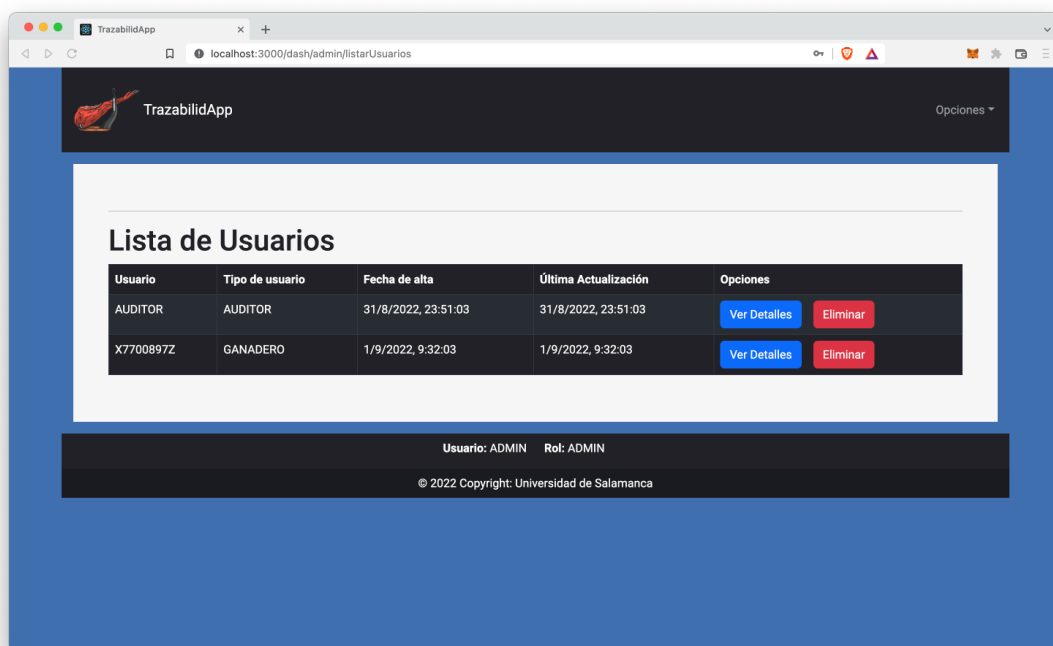 TrazabilidApp
localhost:3000/dash/admin/listarUsuarios
TrazabilidApp
Opciones
Lista de Usuarios
Usuario Tipo de usuario Fecha de alta Última Actualización Opciones
AUDITOR AUDITOR 31/8/2022, 23:51:03 31/8/2022, 23:51:03 Ver Detalles Eliminar
X7700897Z GANADERO 1/9/2022, 9:32:03 1/9/2022, 9:32:03 Ver Detalles Eliminar
Usuario: ADMIN Rol: ADMIN
© 2022 Copyright: Universidad de Salamanca